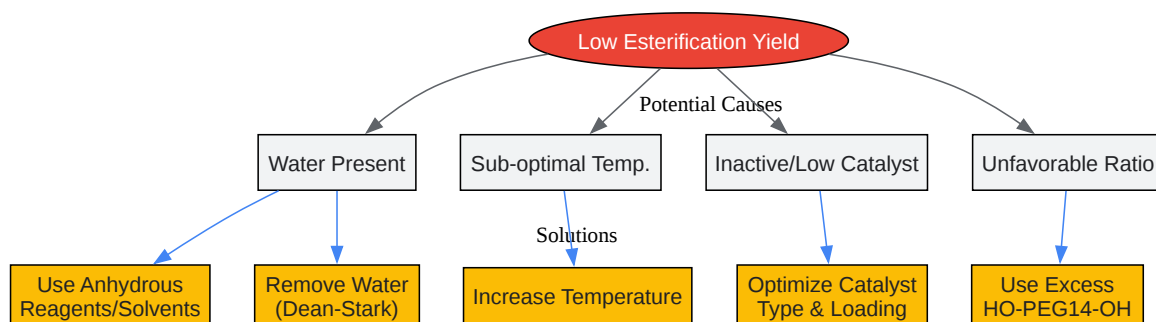 Low Esterification Yield
Potential Causes
Water Present
Sub-optimal Temp.
Inactive/Low Catalyst
Unfavorable Ratio
Solutions
Use Anhydrous
Reagents/Solvents
Remove Water
(Dean-Stark)
Increase Temperature
Optimize Catalyst
Type & Loading
Use Excess
HO-PEG14-OH